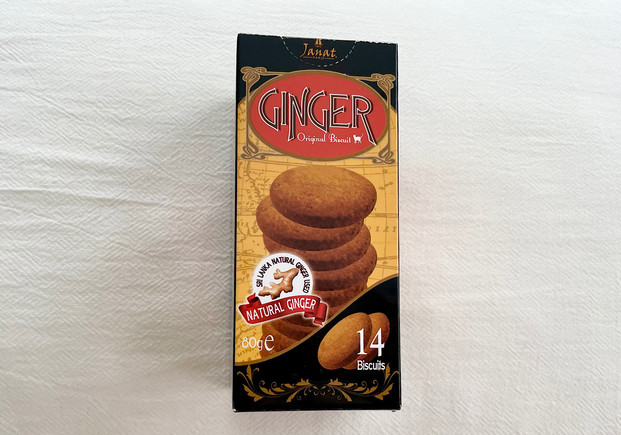 Janat
GINGER
Original Biscuit
SRI LANKA NATURAL GINGER USED
NATURAL GINGER
80g℮
14
Biscuits